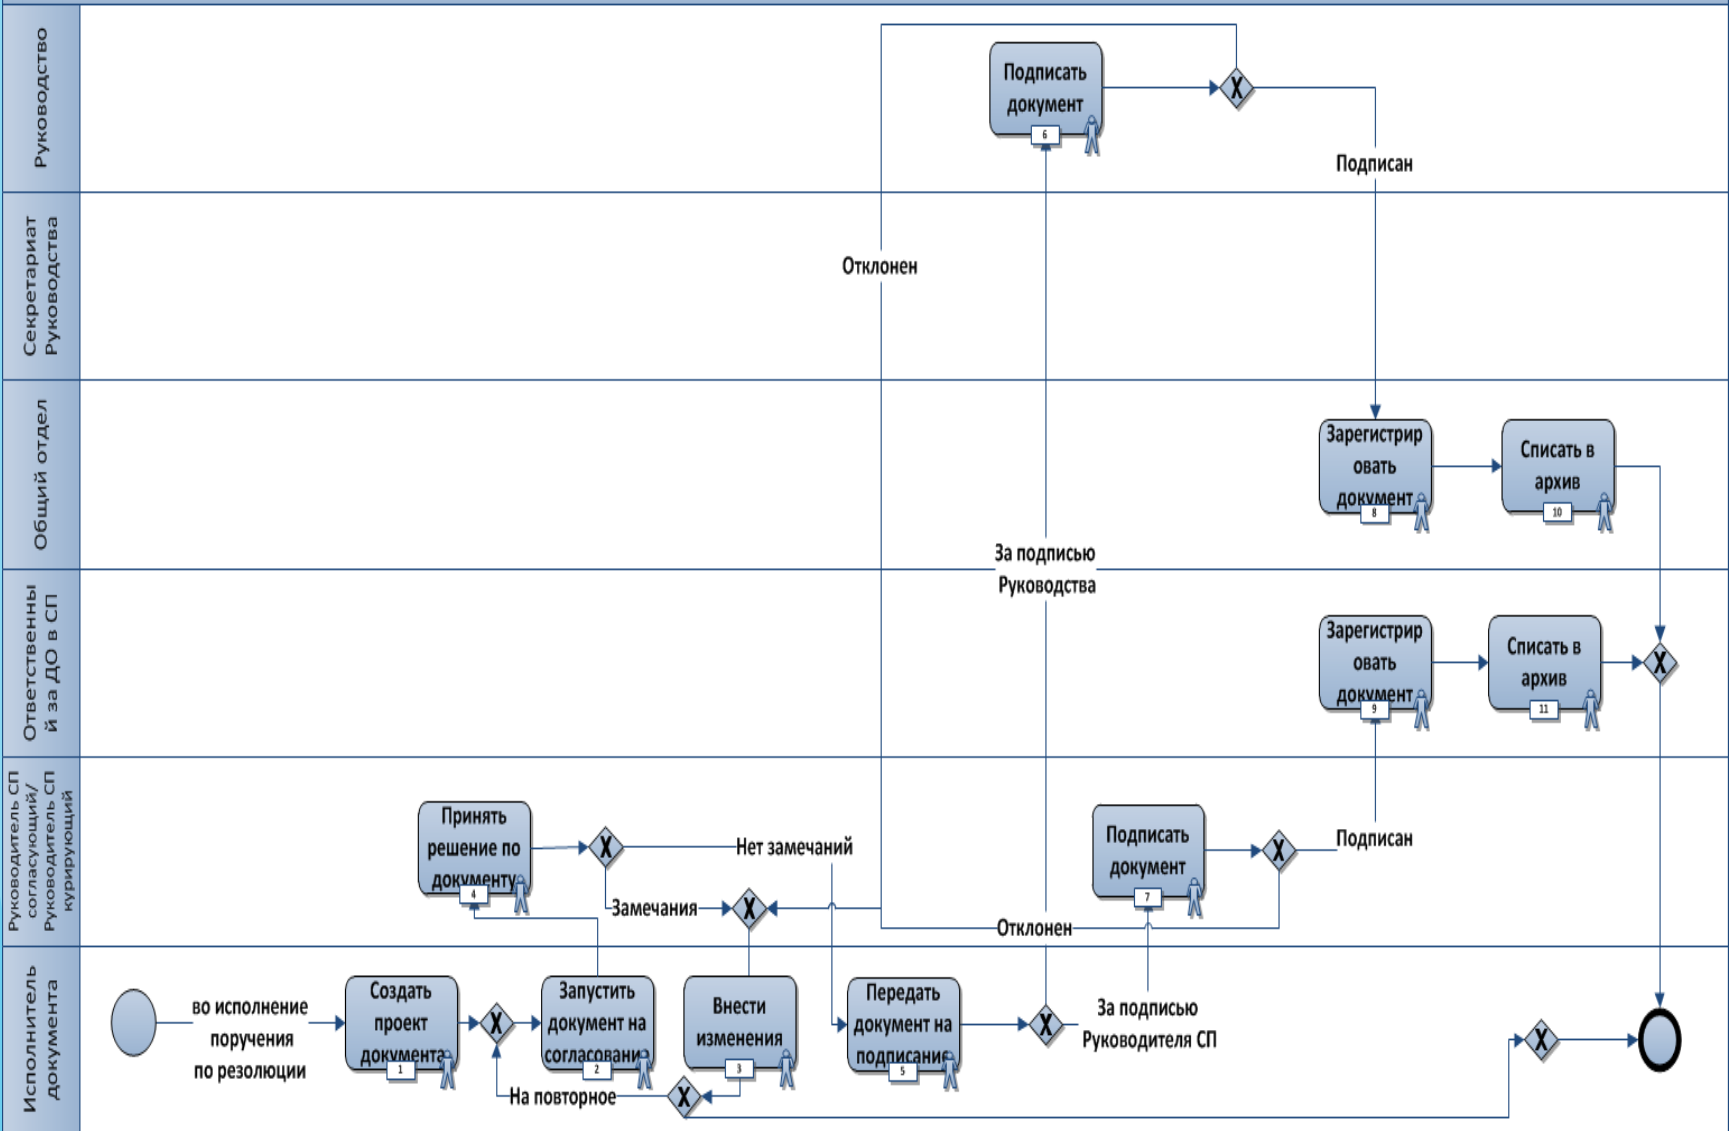 Руководство
Подписать
документ
6
X
Подписан
Секретариат
Руководства
Отклонен
Общий отдел
Зарегистрир
овать
документ
8
Списать в
архив
10
За подписью
Руководства
Ответственны
й за ДО в СП
Зарегистрир
овать
документ
9
Списать в
архив
11
X
Руководитель СП
согласующий/
Руководитель СП
курирующий
Принять
решение по
документу
4
X
Нет замечаний
Замечания
X
Подписать
документ
7
X
Подписан
Отклонен
Исполнитель
документа
во исполнение
поручения
по резолюции
Создать
проект
документа
1
X
Запустить
документ на
согласование
2
Внести
изменения
3
X
На повторное
Передать
документ на
подписание
5
X
За подписью
Руководителя СП
X